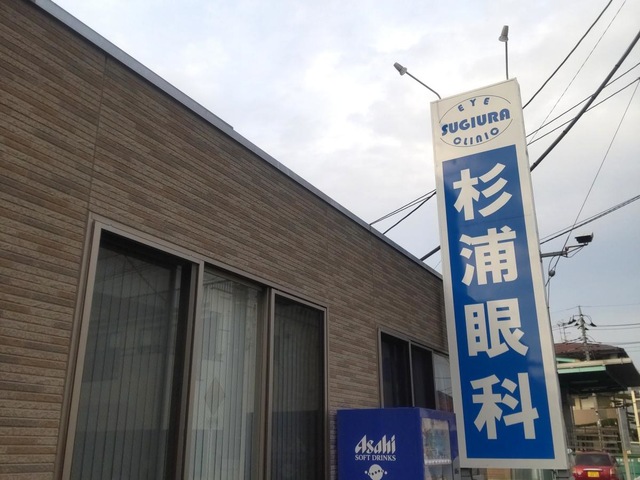 EYE
SUGIURA
CLINIC
杉浦眼科
Asahi
SOFT DRINKS